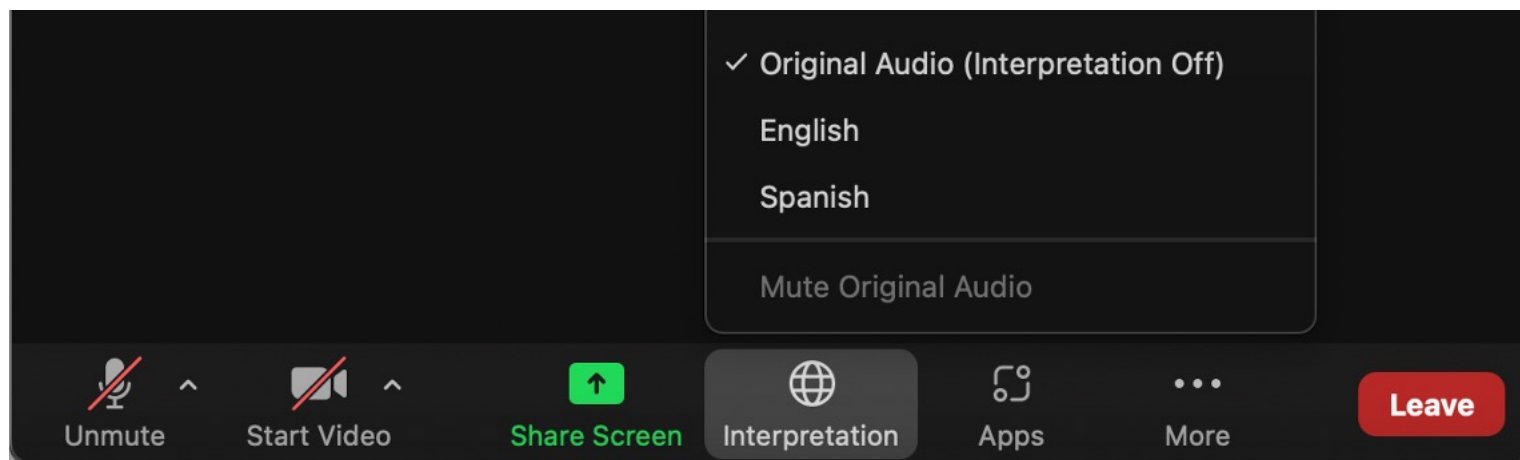 Original Audio (Interpretation Off)
English
Spanish
Mute Original Audio
Unmute
Start Video
Share Screen
Interpretation
Apps
More
Leave